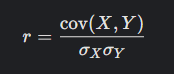 r = cov(X, Y) / σ_X σ_Y